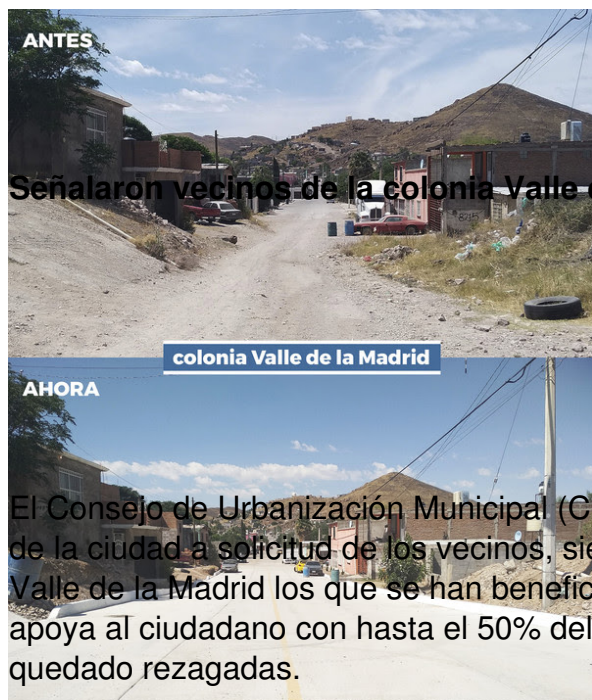 ANTES
Señalaron vecinos de la colonia Valle
colonia Valle de la Madrid
AHORA
El Consejo de Urbanización Municipal (C
de la ciudad a solicitud de los vecinos, sie
Valle de la Madrid los que se han benefic
apoya al ciudadano con hasta el 50% del
quedado rezagadas.